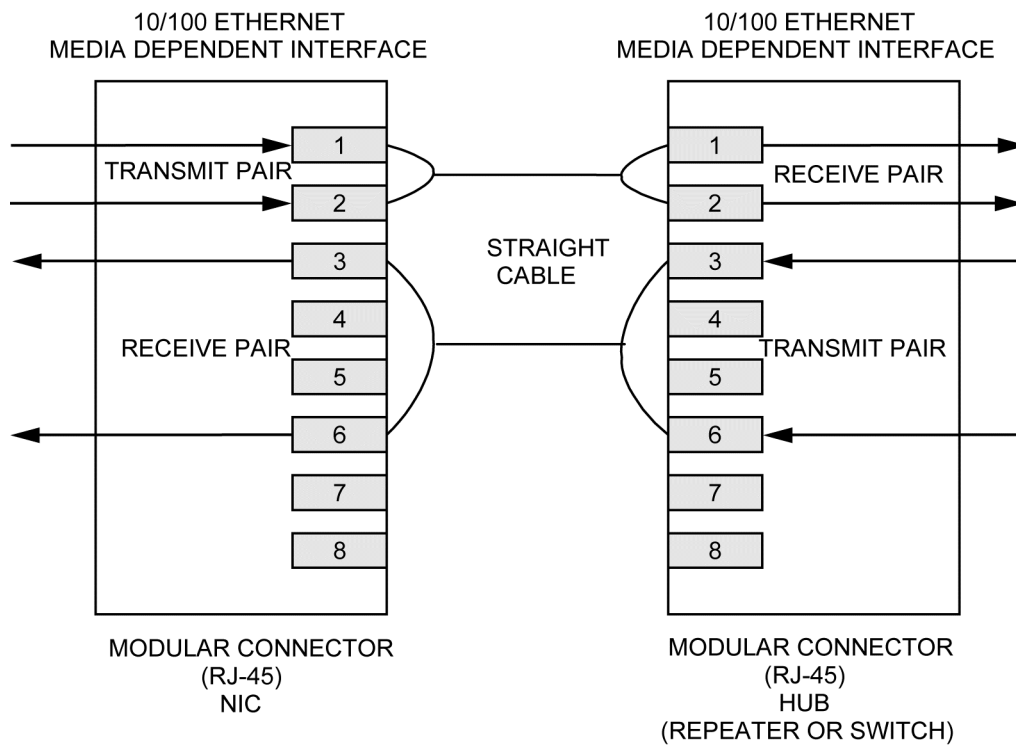 10/100 ETHERNET
MEDIA DEPENDENT INTERFACE
10/100 ETHERNET
MEDIA DEPENDENT INTERFACE
1
TRANSMIT PAIR
2
3
4
RECEIVE PAIR
5
6
7
8
STRAIGHT
CABLE
1
RECEIVE PAIR
2
3
4
TRANSMIT PAIR
5
6
7
8
MODULAR CONNECTOR
(RJ-45)
NIC
MODULAR CONNECTOR
(RJ-45)
HUB
(REPEATER OR SWITCH)